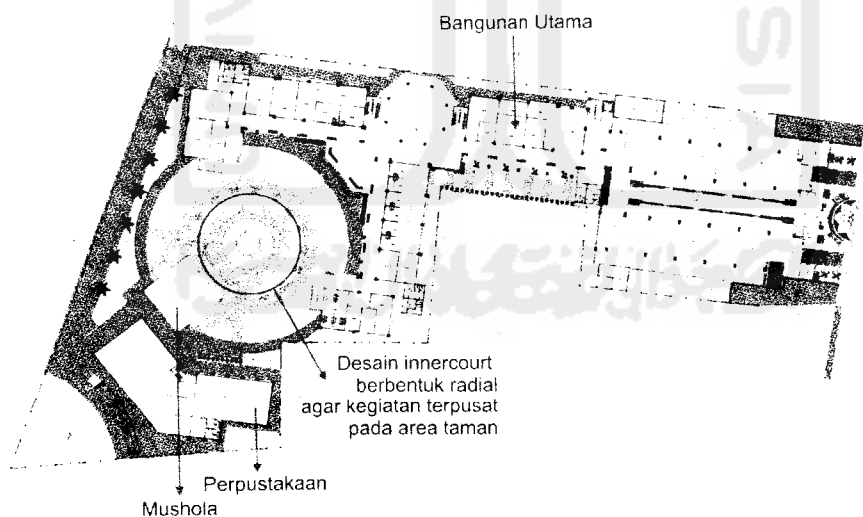 Bangunan Utama
Desain innercourt
berbentuk radial
agar kegiatan terpusat
pada area taman
Perpustakaan
Mushola